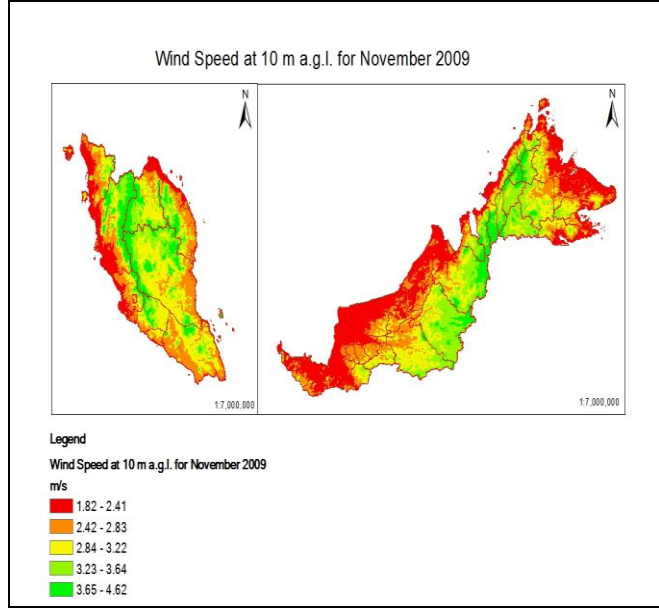 Wind Speed at 10 m a.g.l. for November 2009
N
N
1:7,000,000
1:7,000,000
Legend
Wind Speed at 10 m a.g.l. for November 2009
m/s
1.82 - 2.41
2.42 - 2.83
2.84 - 3.22
3.23 - 3.64
3.65 - 4.62